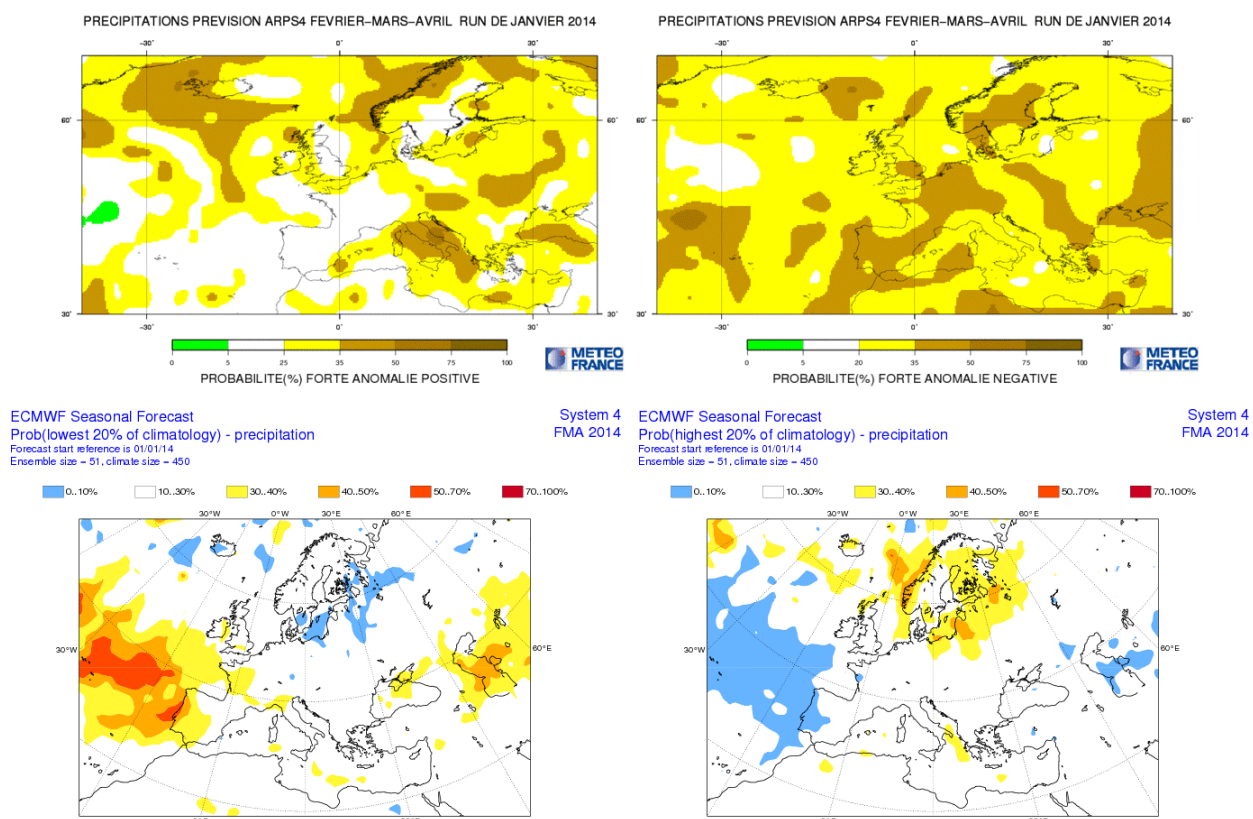 PRECIPITATIONS PREVISION ARPS4 FEVRIER-MARS-AVRIL RUN DE JANVIER 2014
-30° 0° 30°
60° 60°
30° 30°
-30° 0° 30°
0 5 25 35 50 75 100
METEO FRANCE
PROBABILITE(%) FORTE ANOMALIE POSITIVE
PRECIPITATIONS PREVISION ARPS4 FEVRIER-MARS-AVRIL RUN DE JANVIER 2014
-30° 0° 30°
60° 60°
30° 30°
-30° 0° 30°
0 5 20 35 50 75 100
METEO FRANCE
PROBABILITE(%) FORTE ANOMALIE NEGATIVE
ECMWF Seasonal Forecast System 4
Prob(lowest 20% of climatology) - precipitation FMA 2014
Forecast start reference is 01/01/14
Ensemble size = 51, climate size = 450
0..10% 10..30% 30..40% 40..50% 50..70% 70..100%
30°W 0°W 30°E 60°E
30°W 60°E
ECMWF Seasonal Forecast System 4
Prob(highest 20% of climatology) - precipitation FMA 2014
Forecast start reference is 01/01/14
Ensemble size = 51, climate size = 450
0..10% 10..30% 30..40% 40..50% 50..70% 70..100%
30°W 0°W 30°E 60°E
30°W 60°E